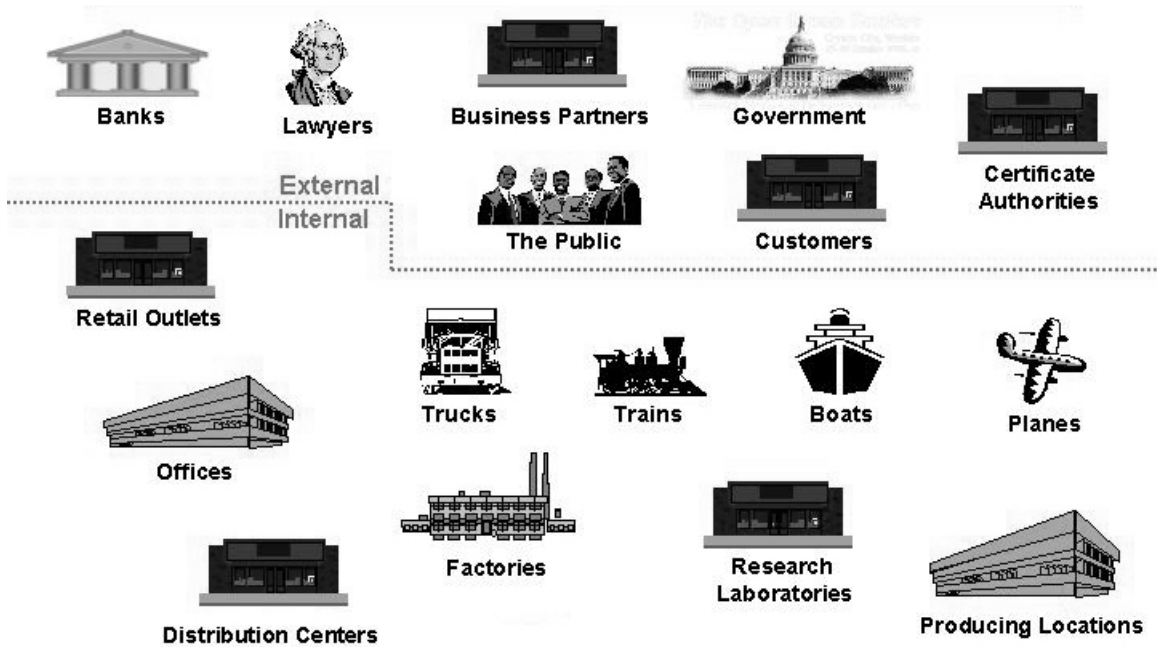 Banks
Lawyers
Business Partners
Government
Certificate
Authorities
External
Internal
The Public
Customers
Retail Outlets
Trucks
Trains
Boats
Planes
Offices
Factories
Research
Laboratories
Distribution Centers
Producing Locations